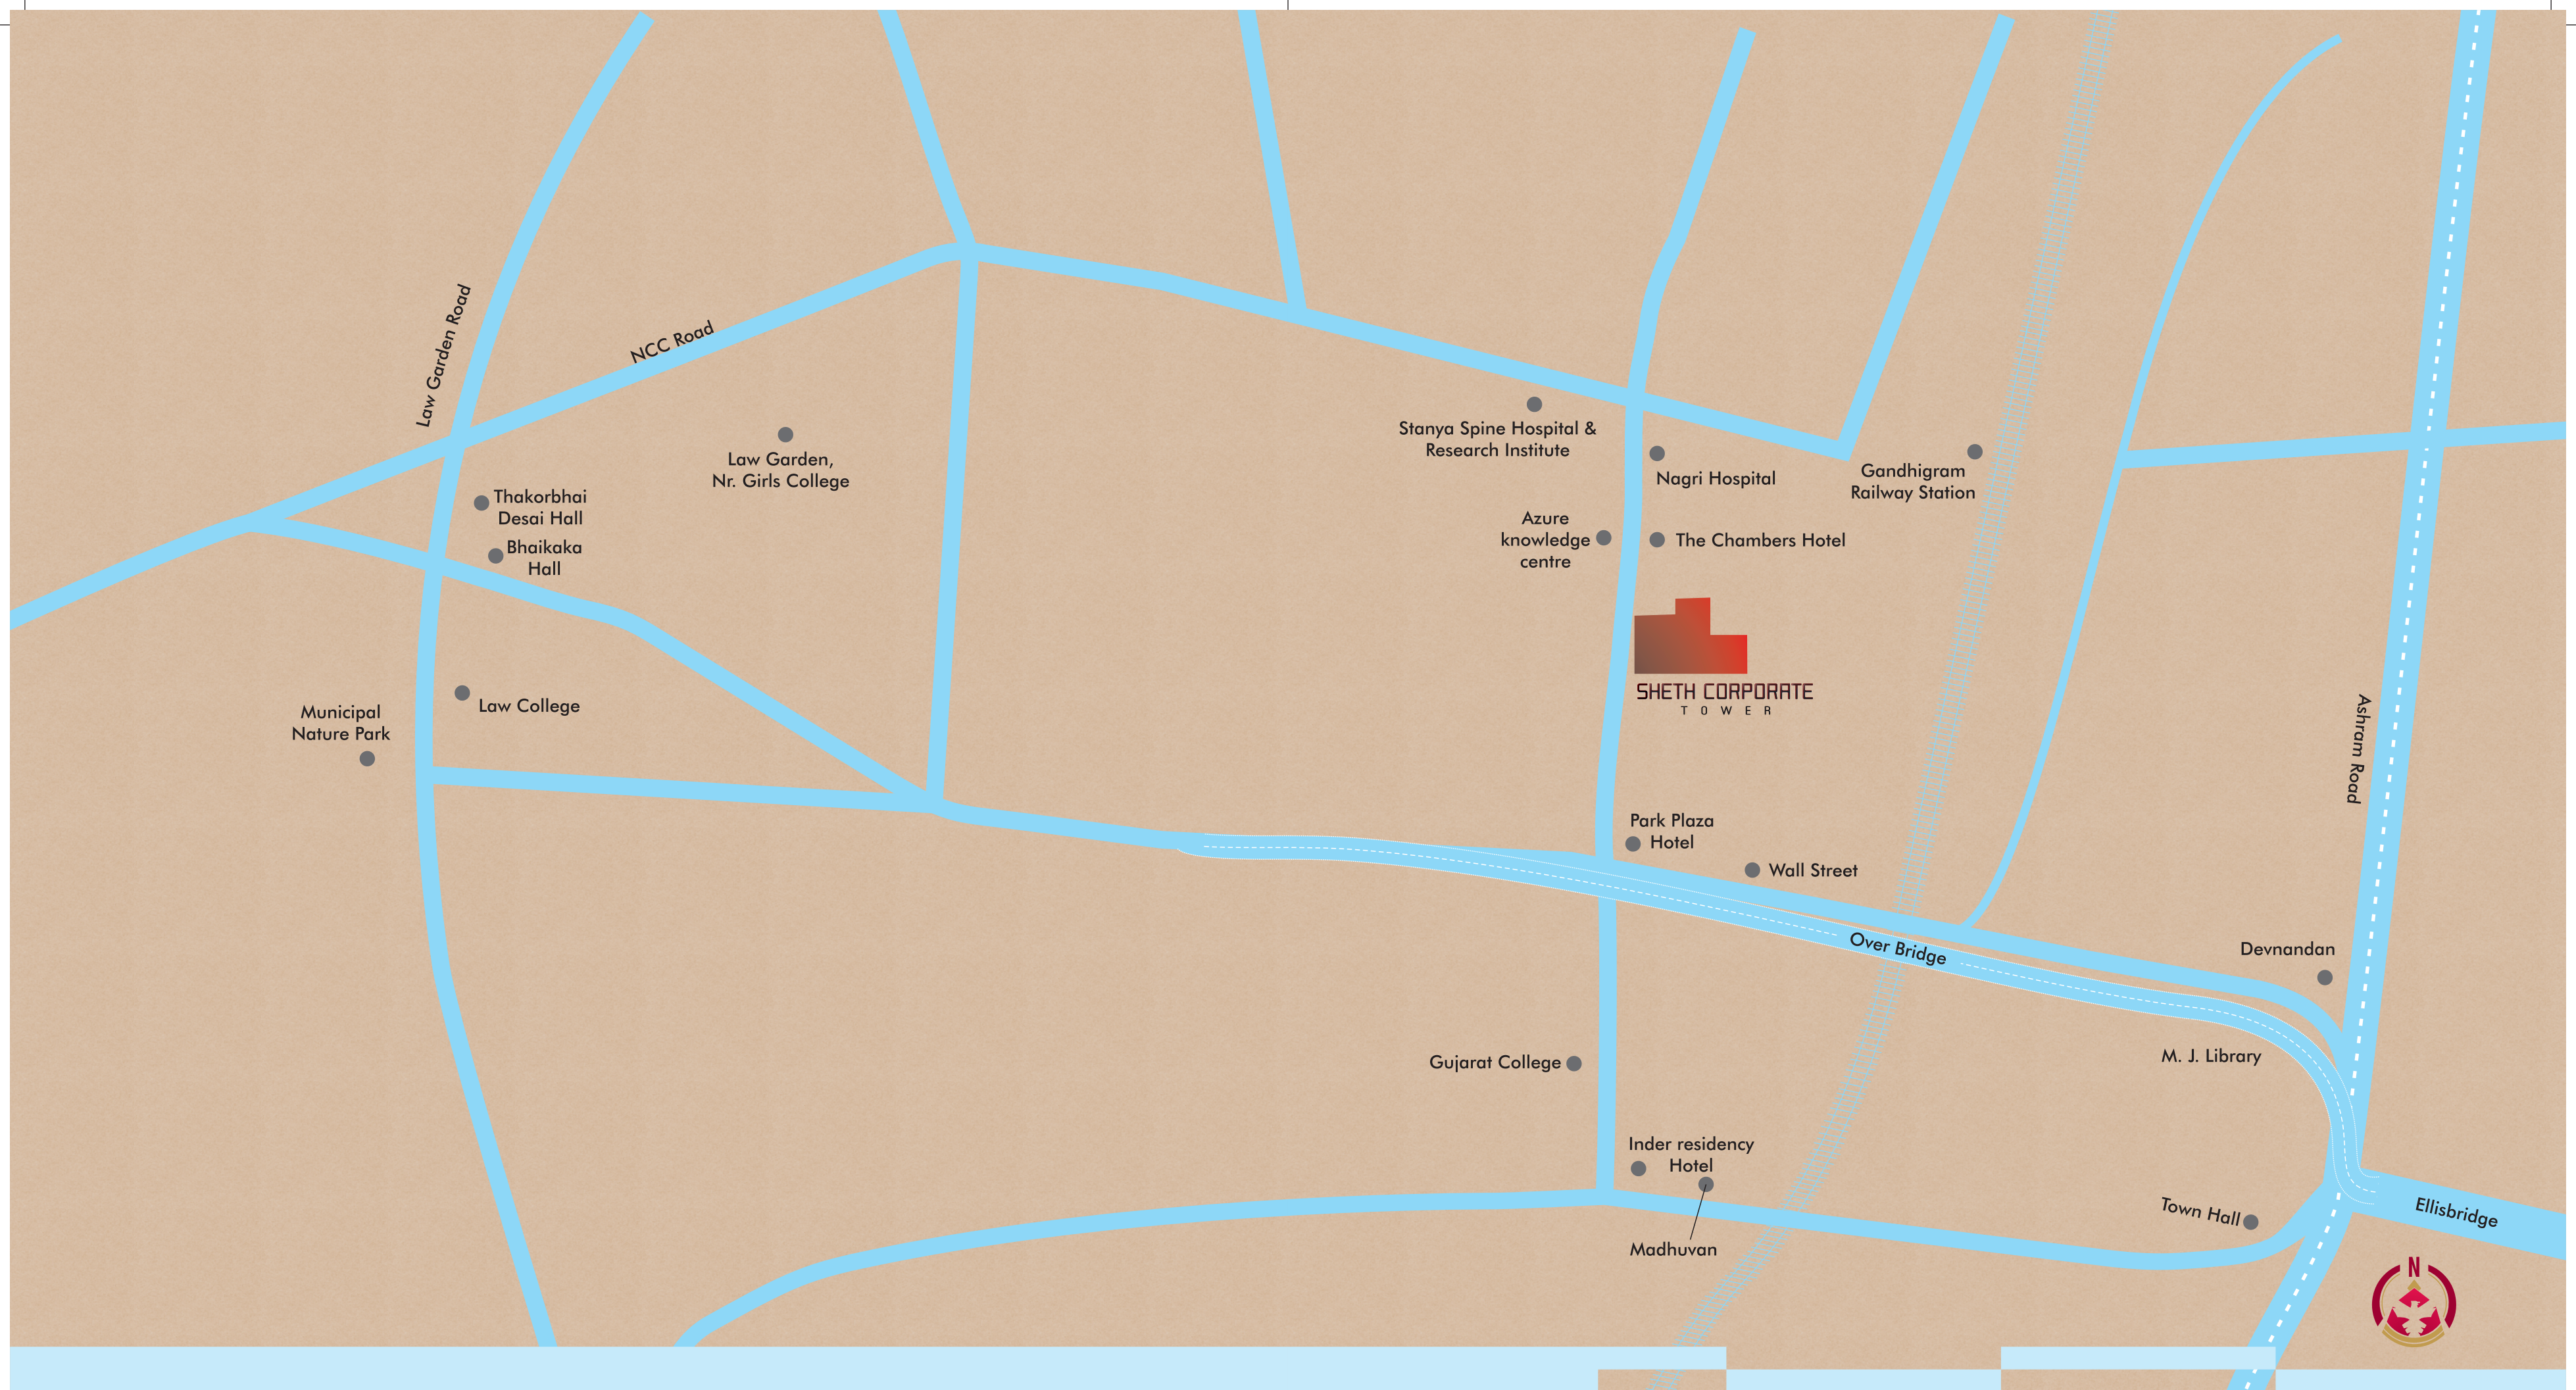 Law Garden Road
NCC Road
Law Garden,
Nr. Girls College
Thakorbhai
Desai Hall
Bhaikaka
Hall
Law College
Municipal
Nature Park
Stanya Spine Hospital &
Research Institute
Nagri Hospital
Gandhigram
Railway Station
Azure
knowledge
centre
The Chambers Hotel
SHETH CORPORATE
TOWER
Ashram Road
Park Plaza
Hotel
Wall Street
Over Bridge
Devnandan
M. J. Library
Gujarat College
Inder residency
Hotel
Madhuvan
Town Hall
Ellisbridge
N